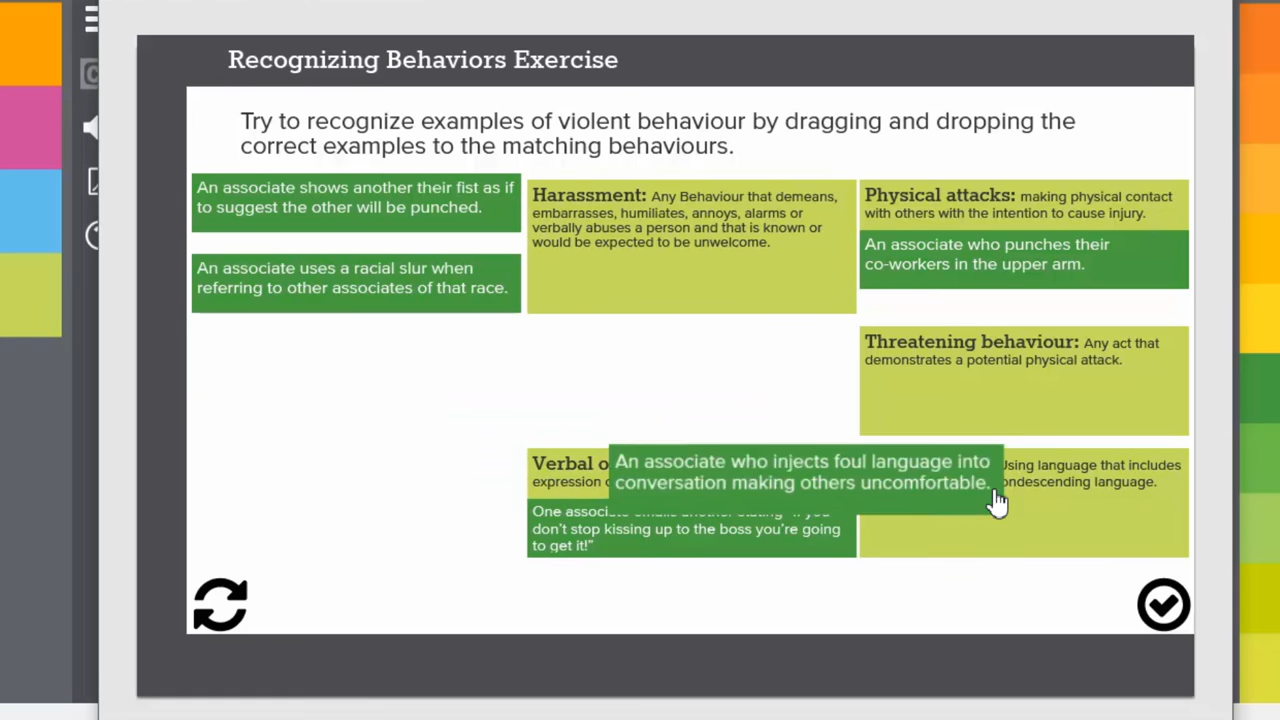 Recognizing Behaviors Exercise
Try to recognize examples of violent behaviour by dragging and dropping the
correct examples to the matching behaviours.
An associate shows another their fist as if
to suggest the other will be punched.
An associate uses a racial slur when
referring to other associates of that race.
Harassment: Any Behaviour that demeans,
embarrasses, humiliates, annoys, alarms or
verbally abuses a person and that is known or
would be expected to be unwelcome.
Physical attacks: making physical contact
with others with the intention to cause injury.
An associate who punches their
co-workers in the upper arm.
Threatening behaviour: Any act that
demonstrates a potential physical attack.
Verbal
expression
An associate who injects foul language into
conversation making others uncomfortable.
Using language that includes
condescending language.
One
don't stop kissing up to the boss you're going
to get it!"